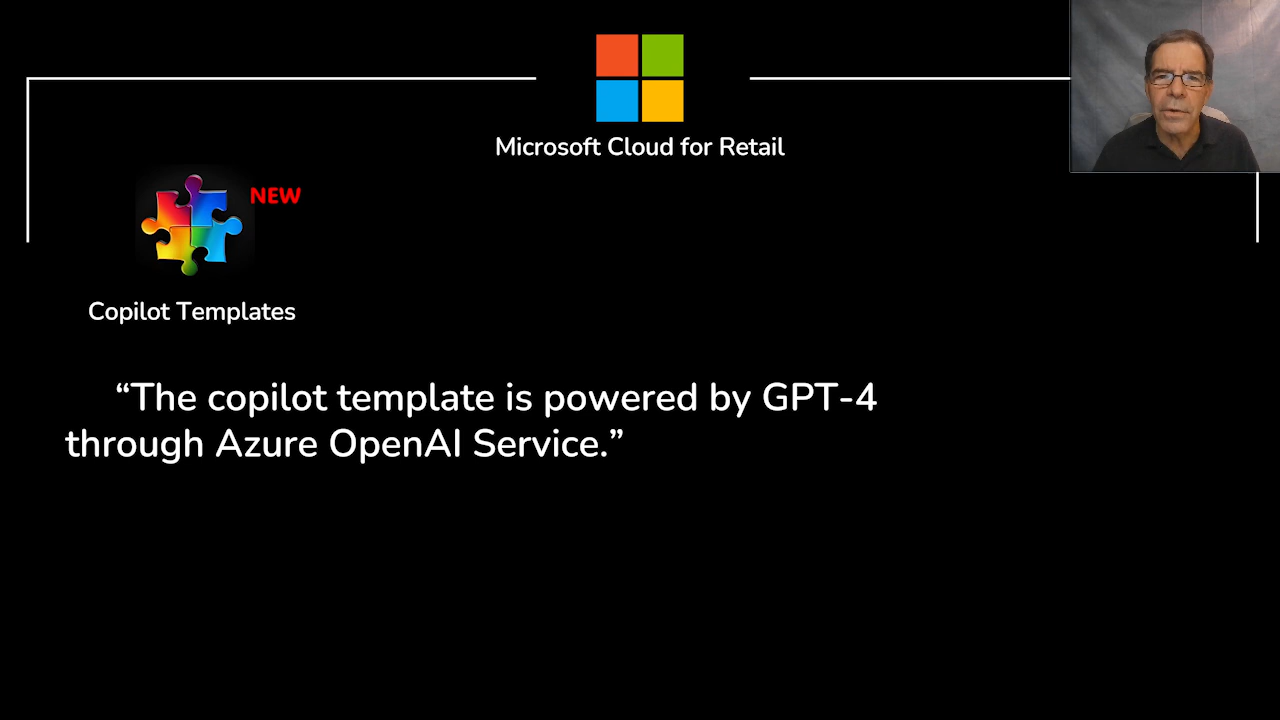 Microsoft Cloud for Retail
NEW
Copilot Templates
“The copilot template is powered by GPT-4
through Azure OpenAI Service.”